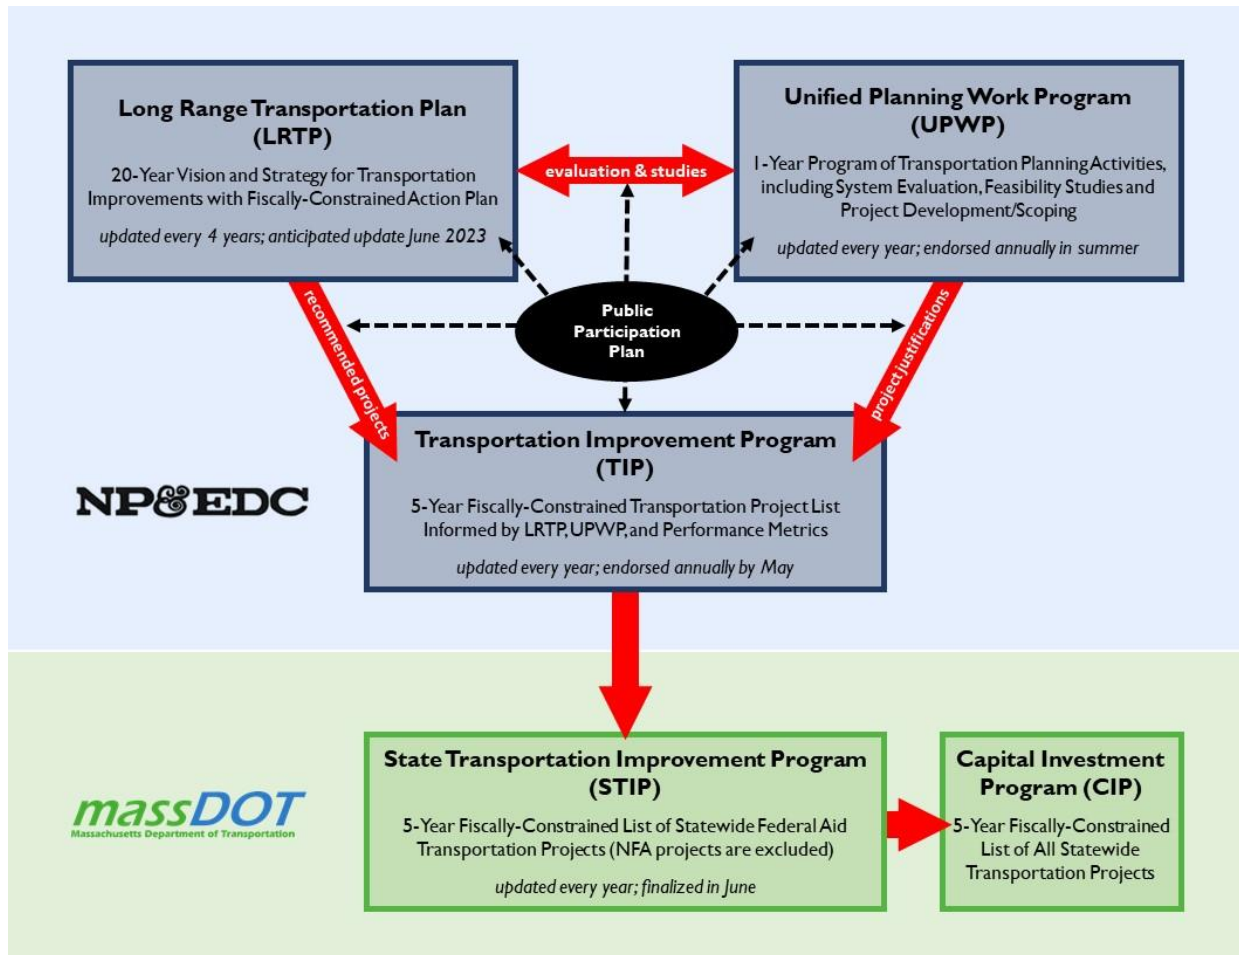 Long Range Transportation Plan
(LRTP)
20-Year Vision and Strategy for Transportation
Improvements with Fiscally-Constrained Action Plan
updated every 4 years; anticipated update June 2023
evaluation & studies
Unified Planning Work Program
(UPWP)
1-Year Program of Transportation Planning Activities,
including System Evaluation, Feasibility Studies and
Project Development/Scoping
updated every year; endorsed annually in summer
recommended projects
Public
Participation
Plan
project justifications
Transportation Improvement Program
(TIP)
5-Year Fiscally-Constrained Transportation Project List
Informed by LRTP, UPWP, and Performance Metrics
updated every year; endorsed annually by May
NP&EDC
State Transportation Improvement Program
(STIP)
5-Year Fiscally-Constrained List of Statewide Federal Aid
Transportation Projects (NFA projects are excluded)
updated every year; finalized in June
Capital Investment
Program (CIP)
5-Year Fiscally-Constrained
List of All Statewide
Transportation Projects
massDOT
Massachusetts Department of Transportation